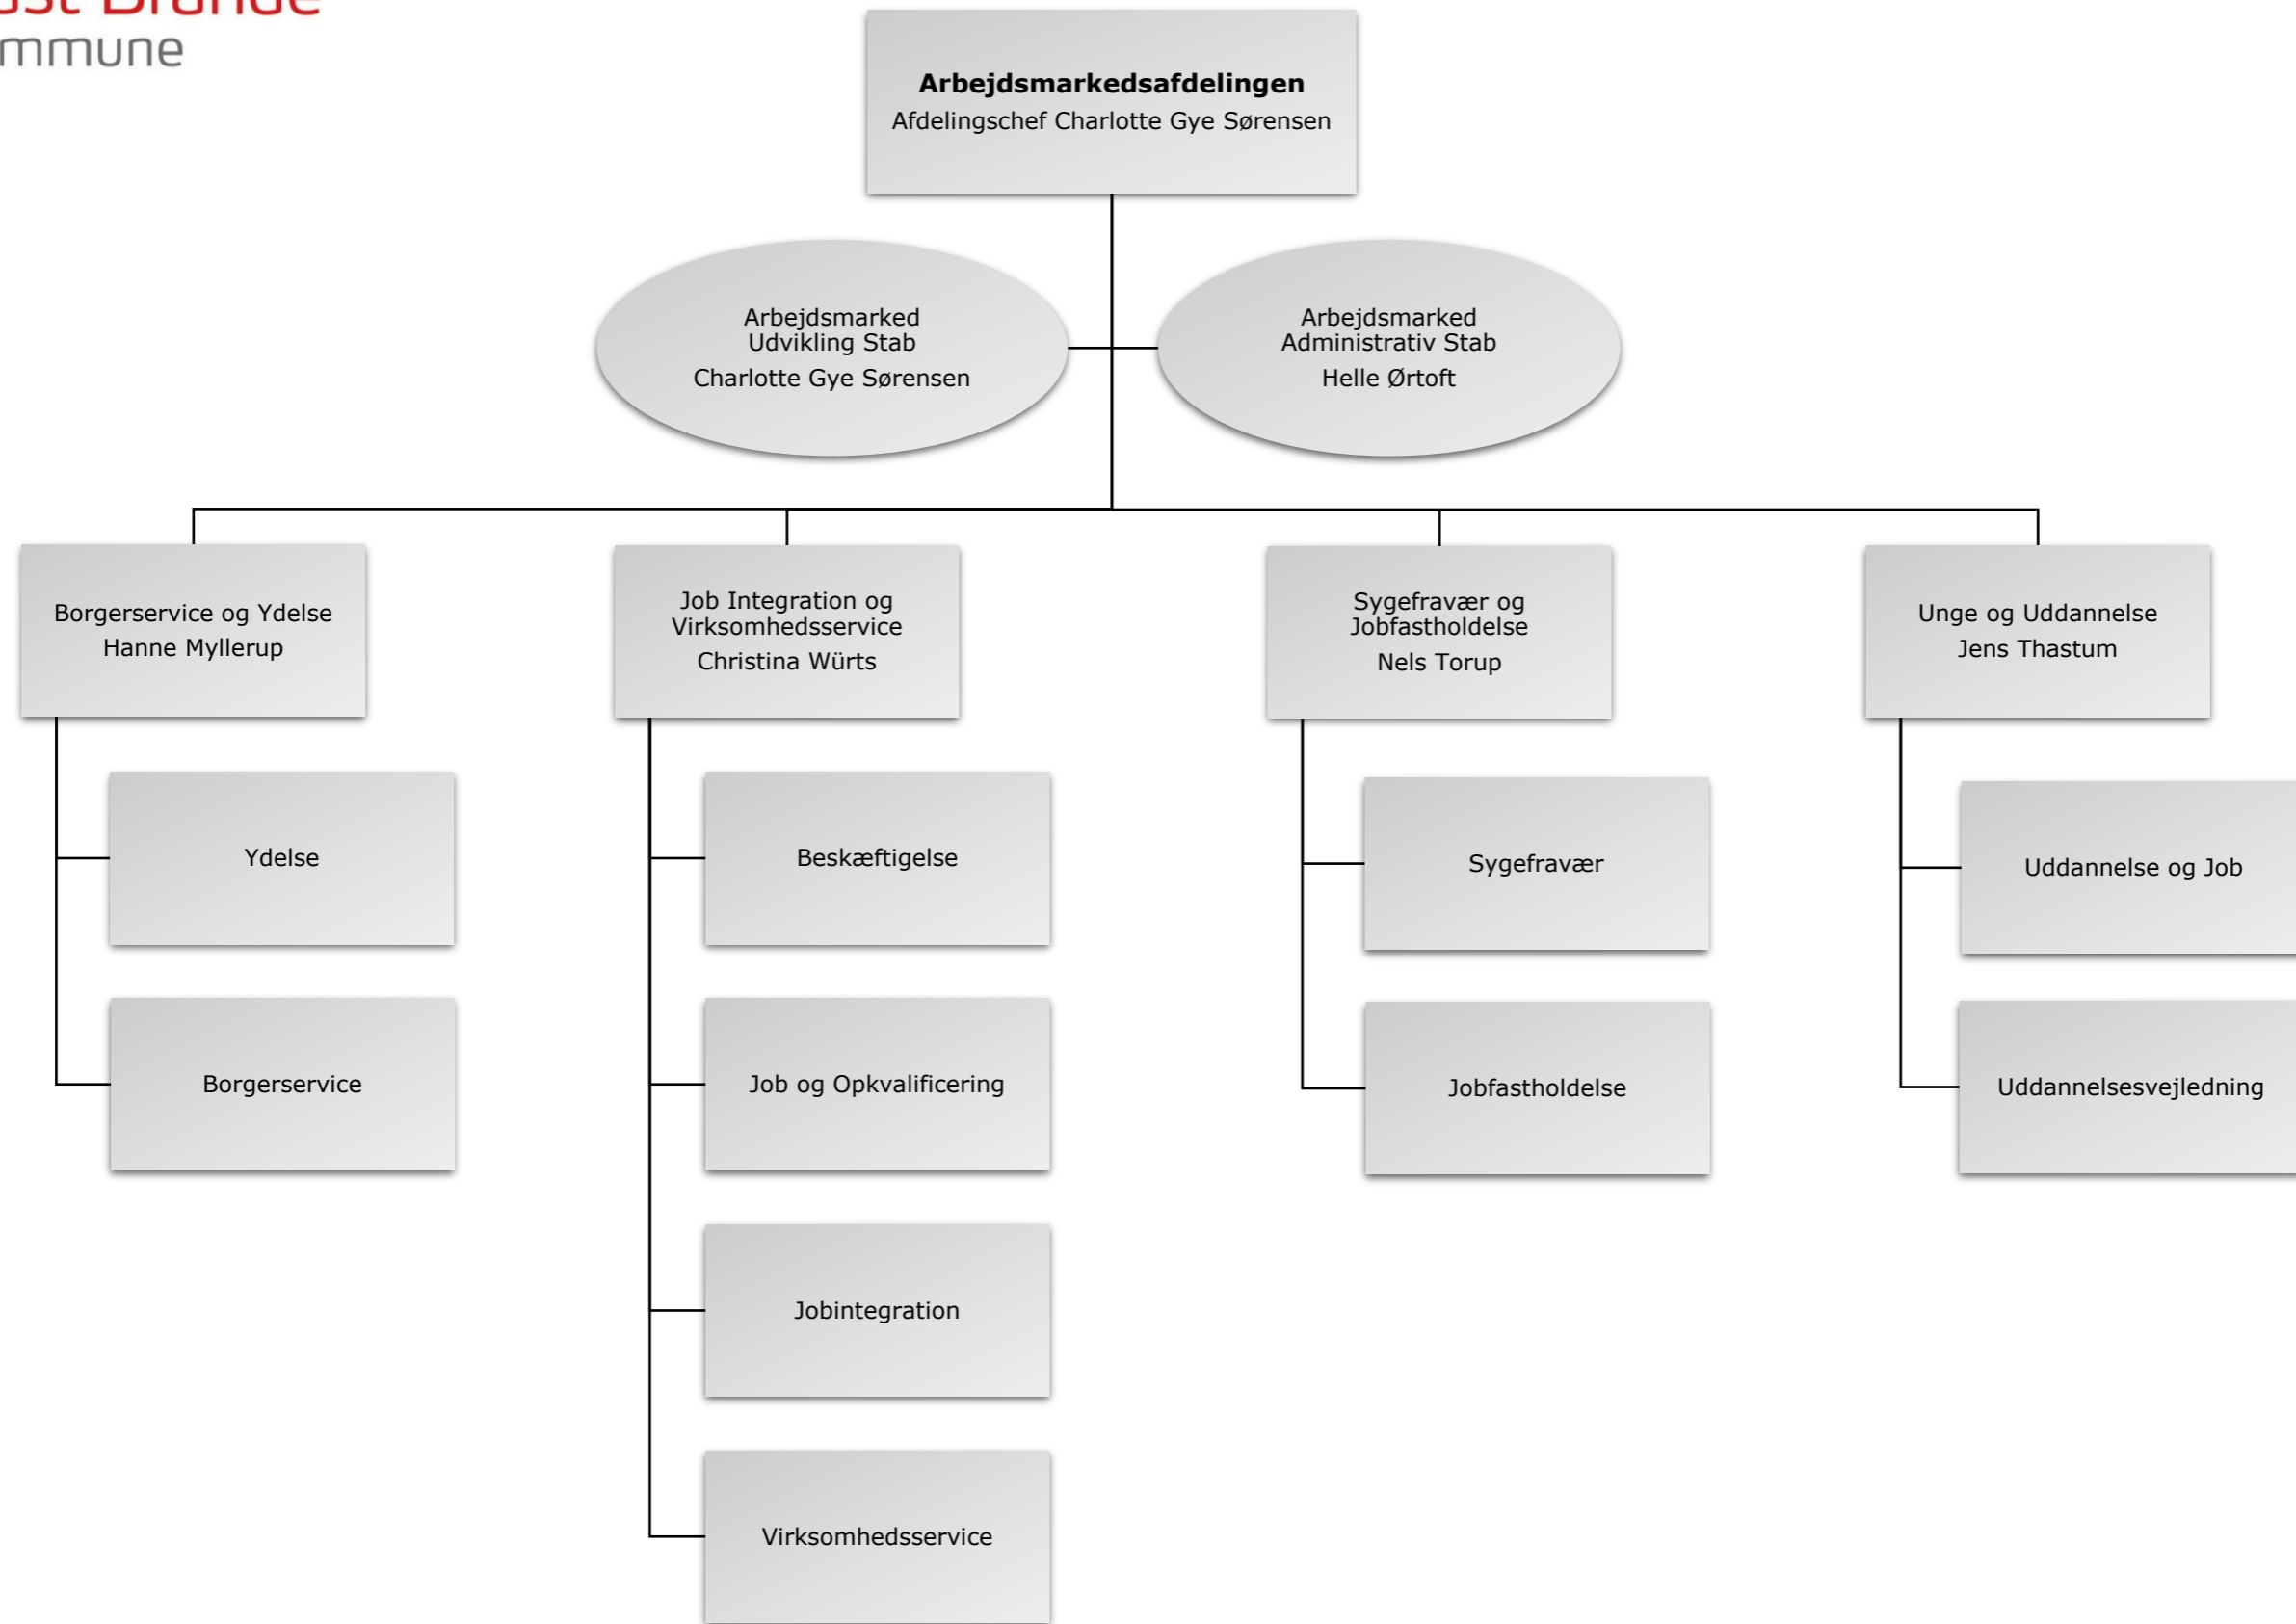 Brande
Arbejdsmarkedsafdelingen
Afdelingschef Charlotte Gye Sørensen
Arbejdsmarked
Udvikling Stab
Charlotte Gye Sørensen
Arbejdsmarked
Administrativ Stab
Helle Ørtoft
Borgerservice og Ydelse
Hanne Myllerup
Job Integration og
Virksomhedsservice
Christina Würts
Sygefravær og
Jobfastholdelse
Nels Torup
Unge og Uddannelse
Jens Thastum
Ydelse
Borgerservice
Beskæftigelse
Job og Opkvalificering
Jobintegration
Virksomhedsservice
Sygefravær
Jobfastholdelse
Uddannelse og Job
Uddannelsesvejledning